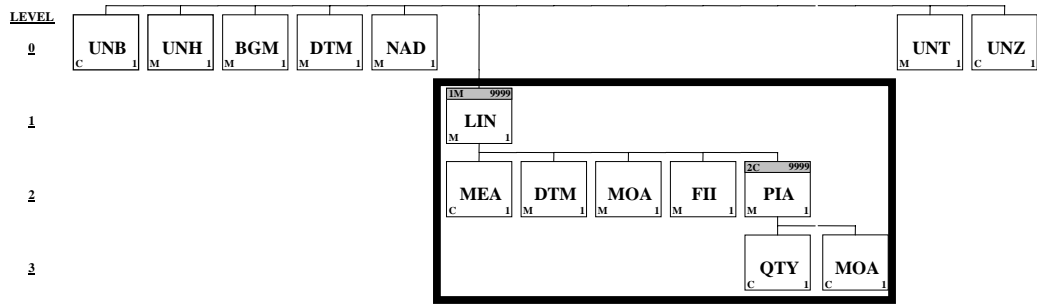 LEVEL
0
UNB
C 1
UNH
M 1
BGM
M 1
DTM
M 1
NAD
M 1
UNT
M 1
UNZ
C 1
1
1M 9999
LIN
M 1
2
MEA
C 1
DTM
M 1
MOA
M 1
FII
M 1
2C 9999
PIA
M 1
3
QTY
C 1
MOA
C 1